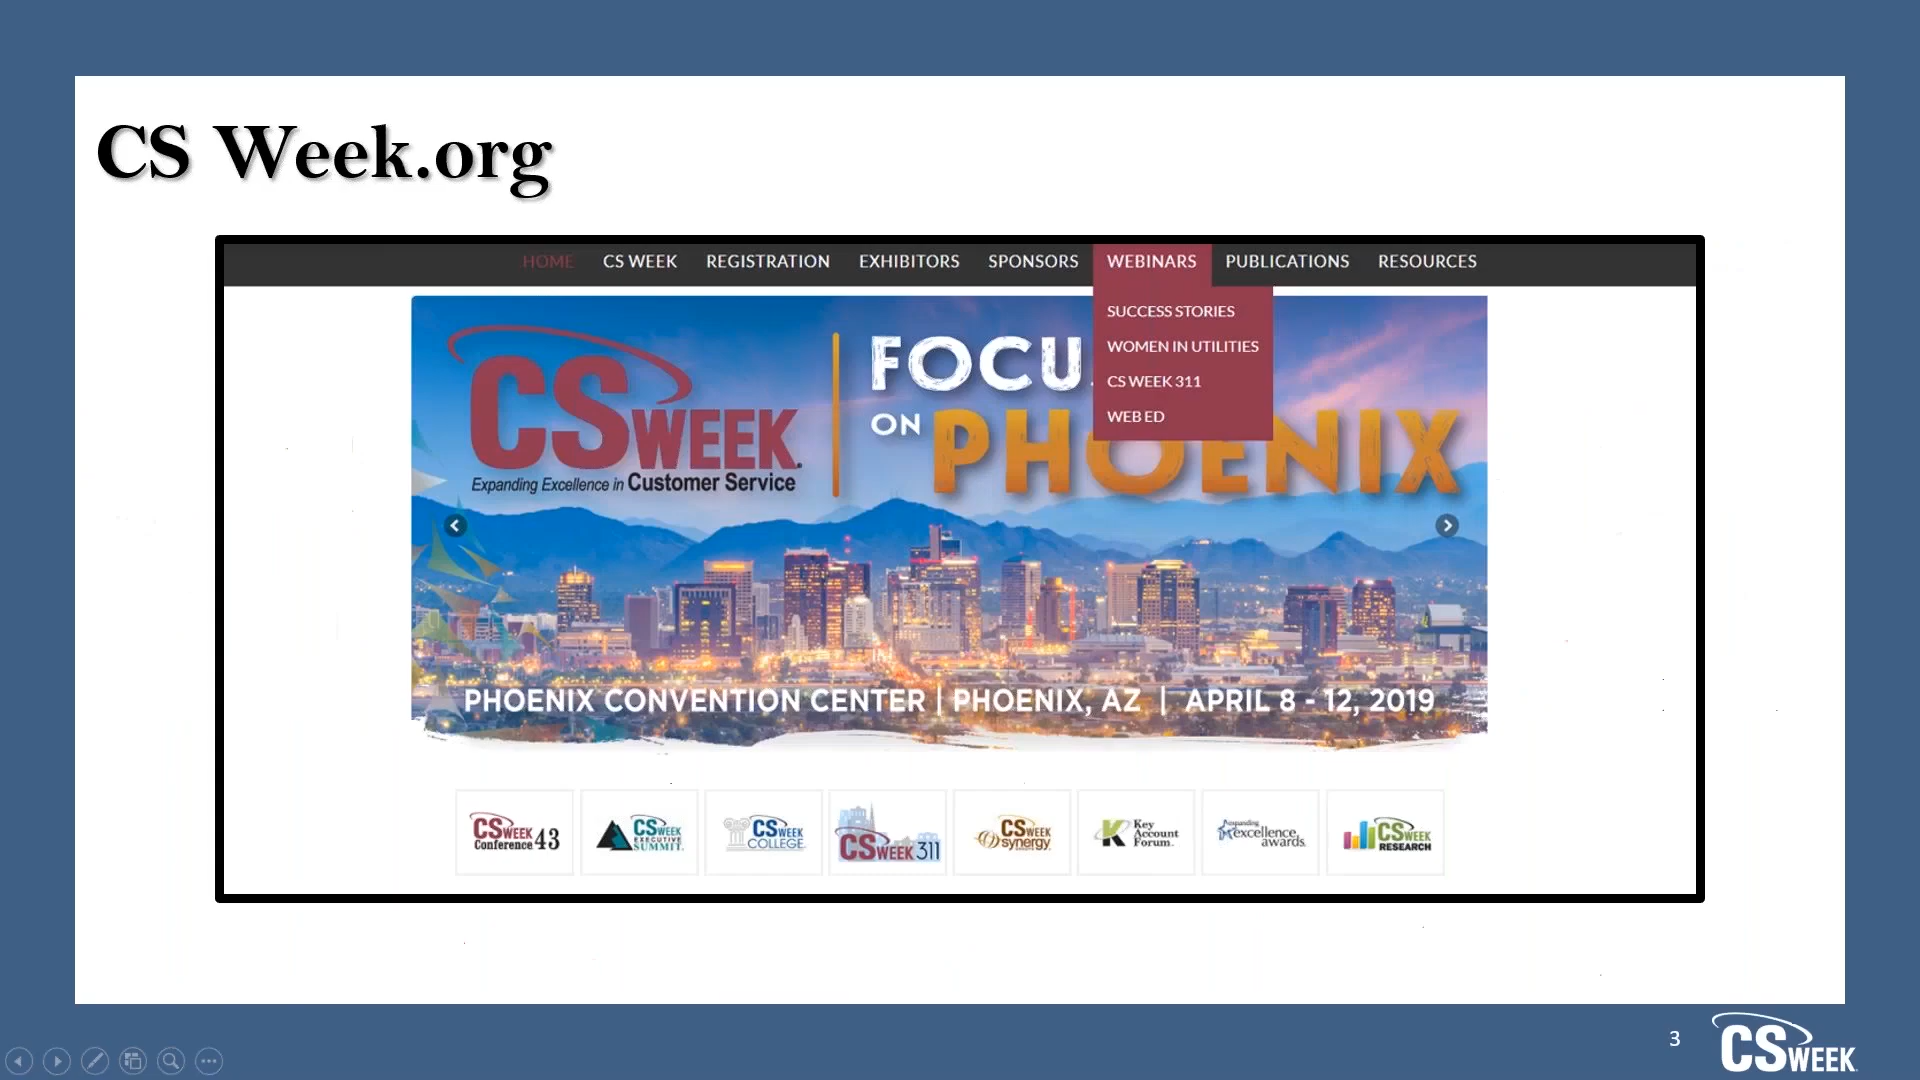 CS Week.org
HOME CS WEEK REGISTRATION EXHIBITORS SPONSORS WEBINARS PUBLICATIONS RESOURCES
SUCCESS STORIES
WOMEN IN UTILITIES
CS WEEK 311
WEB ED
CS WEEK
Expanding Excellence in Customer Service
FOCU
ON PHOENIX
PHOENIX CONVENTION CENTER | PHOENIX, AZ | APRIL 8 - 12, 2019
CS WEEK Conference 43
CS WEEK EXECUTIVE SUMMIT
CS WEEK COLLEGE
CS WEEK 311
CS WEEK synergy
Key Account Forum
expanding excellence awards
CS WEEK RESEARCH
3
CS WEEK